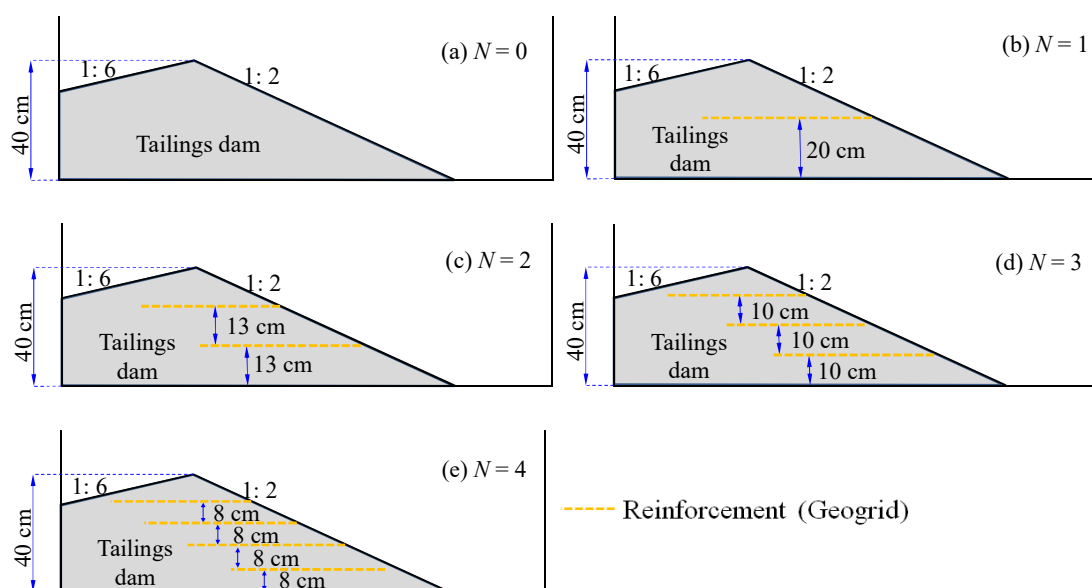 (a) N = 0
1: 6
1: 2
40 cm
Tailings dam
(b) N = 1
1: 6
1: 2
40 cm
Tailings
dam
20 cm
(c) N = 2
1: 6
1: 2
40 cm
13 cm
Tailings
dam
13 cm
(d) N = 3
1: 6
1: 2
40 cm
10 cm
10 cm
Tailings
dam
10 cm
(e) N = 4
1: 6
1: 2
40 cm
8 cm
8 cm
Tailings
dam
8 cm
8 cm
Reinforcement (Geogrid)